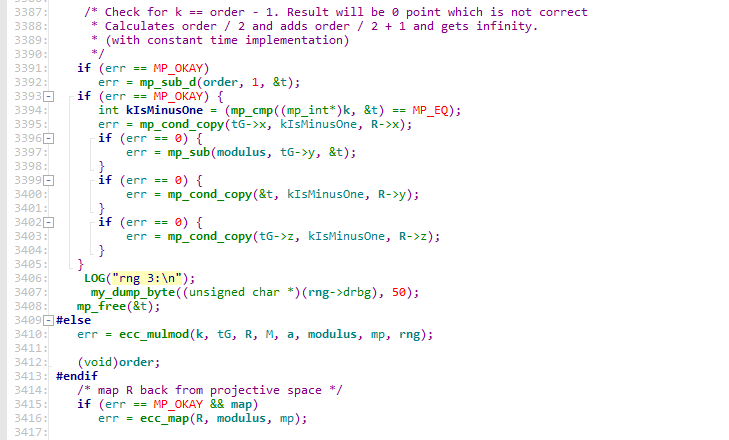 3387:     /* Check for k == order - 1. Result will be 0 point which is not correct
3388:      * Calculates order / 2 and adds order / 2 + 1 and gets infinity.
3389:      * (with constant time implementation)
3390:      */
3391:    if (err == MP_OKAY)
3392:       err = mp_sub_d(order, 1, &t);
3393:    if (err == MP_OKAY) {
3394:       int kIsMinusOne = (mp_cmp((mp_int*)k, &t) == MP_EQ);
3395:       err = mp_cond_copy(tG->x, kIsMinusOne, R->x);
3396:       if (err == 0) {
3397:           err = mp_sub(modulus, tG->y, &t);
3398:       }
3399:       if (err == 0) {
3400:           err = mp_cond_copy(&t, kIsMinusOne, R->y);
3401:       }
3402:       if (err == 0) {
3403:           err = mp_cond_copy(tG->z, kIsMinusOne, R->z);
3404:       }
3405:    }
3406:     LOG("rng 3:\n");
3407:      my_dump_byte((unsigned char *)(rng->drbg), 50);
3408:    mp_free(&t);
3409: #else
3410:    err = ecc_mulmod(k, tG, R, M, a, modulus, mp, rng);
3411:
3412:    (void)order;
3413: #endif
3414:    /* map R back from projective space */
3415:    if (err == MP_OKAY && map)
3416:       err = ecc_map(R, modulus, mp);
3417: